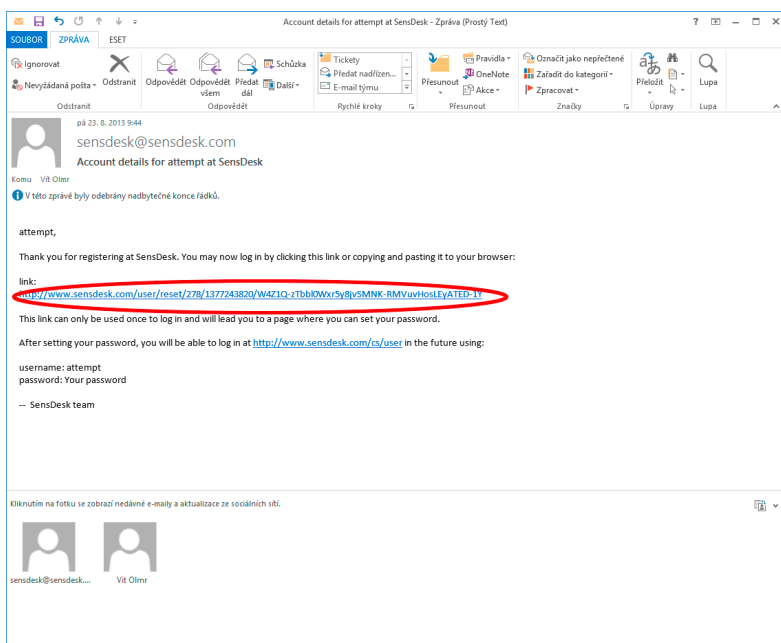 Account details for attempt at SensDesk - Zpráva (Prostý Text)
SOUBOR ZPRÁVA ESET
Ignorovat
Nevyžádaná pošta
Odstranit
Odstranit
Odpovědět Odpovědět všem Předat dál
Schůzka
Další
Odpovědět
Tickety
Předat nadřízen...
E-mail týmu
Rychlé kroky
Přesunout
Pravidla
OneNote
Akce
Přesunout
Označit jako nepřečtené
Zařadit do kategorií
Zpracovat
Značky
Přeložit
Úpravy
Lupa
Lupa
pá 23. 8. 2013 9:44
sensdesk@sensdesk.com
Account details for attempt at SensDesk
Komu Vít Olmr
V této zprávě byly odebrány nadbytečné konce řádků.
attempt,
Thank you for registering at SensDesk. You may now log in by clicking this link or copying and pasting it to your browser:
link:
http://www.sensdesk.com/user/reset/278/1377243820/W4Z1Q-zTbbl0Wxr5y8jvSMNK-RMVuvHosLEyATED-1Y
This link can only be used once to log in and will lead you to a page where you can set your password.
After setting your password, you will be able to log in at http://www.sensdesk.com/cs/user in the future using:
username: attempt
password: Your password
-- SensDesk team
Kliknutím na fotku se zobrazí nedávné e-maily a aktualizace ze sociálních sítí.
sensdesk@sensdesk.... Vít Olmr